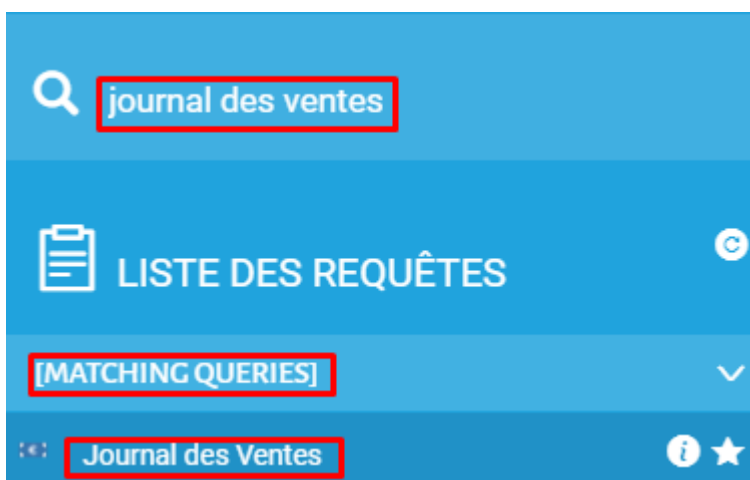 journal des ventes
LISTE DES REQUÊTES
[MATCHING QUERIES]
Journal des Ventes